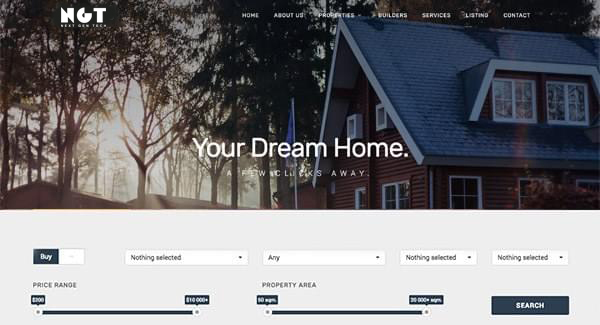 NGT
NEXT GEN TECH
HOME ABOUT US PROPERTIES BUILDERS SERVICES LISTING CONTACT
Your Dream Home.
A FEW CLICKS AWAY.
Buy
Nothing selected Any Nothing selected Nothing selected
PRICE RANGE PROPERTY AREA
$200 $10 000+ 50 sqm. 20 000+ sqm.
SEARCH